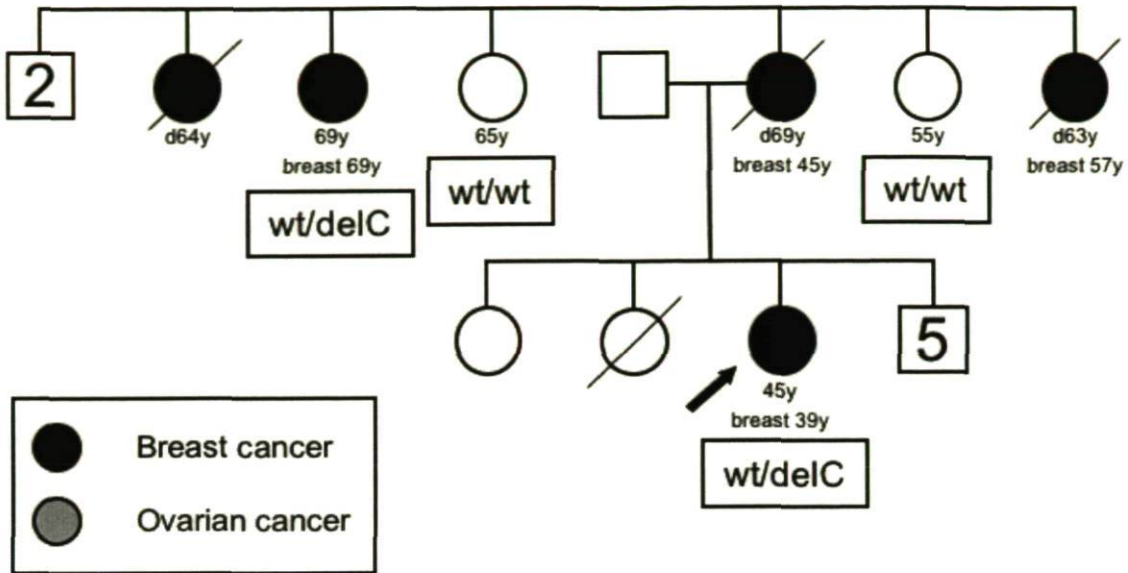 2
d64y
69y
breast 69y
wt/delC
65y
wt/wt
d69y
breast 45y
55y
wt/wt
d63y
breast 57y
5
45y
breast 39y
wt/delC
Breast cancer
Ovarian cancer